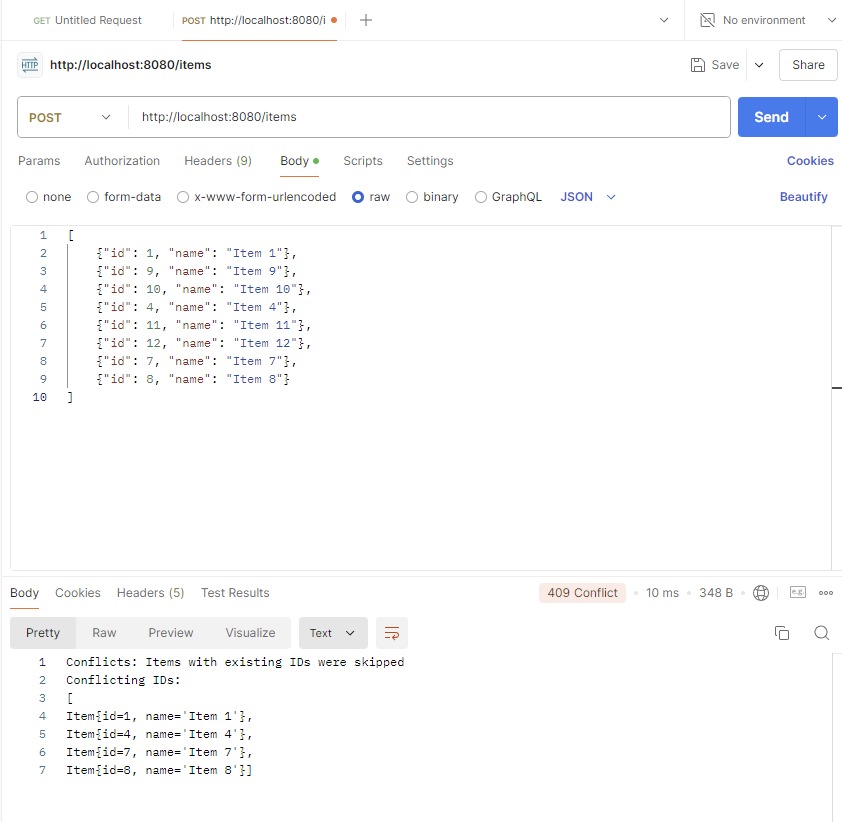 GET Untitled Request POST http://localhost:8080/i No environment
HTTP http://localhost:8080/items Save Share
POST http://localhost:8080/items Send
Params Authorization Headers (9) Body Scripts Settings Cookies
none form-data x-www-form-urlencoded raw binary GraphQL JSON Beautify
1 [
2 {"id": 1, "name": "Item 1"},
3 {"id": 9, "name": "Item 9"},
4 {"id": 10, "name": "Item 10"},
5 {"id": 4, "name": "Item 4"},
6 {"id": 11, "name": "Item 11"},
7 {"id": 12, "name": "Item 12"},
8 {"id": 7, "name": "Item 7"},
9 {"id": 8, "name": "Item 8"}
10 ]
Body Cookies Headers (5) Test Results 409 Conflict 10 ms 348 B e.g.
Pretty Raw Preview Visualize Text
1 Conflicts: Items with existing IDs were skipped
2 Conflicting IDs:
3 [
4 Item{id=1, name='Item 1'},
5 Item{id=4, name='Item 4'},
6 Item{id=7, name='Item 7'},
7 Item{id=8, name='Item 8'}]